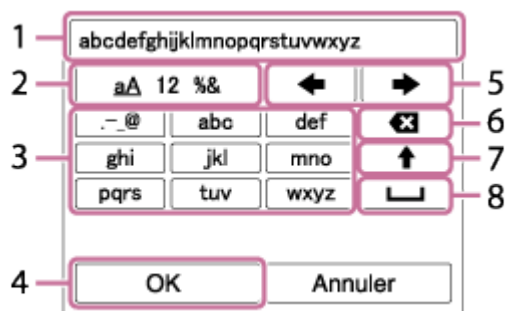 1 abcdefghijklmnopqrstuvwxyz
2 aA 12 %& 5
.-_@ abc def 6
3 ghi jkl mno 7
pqrs tuv wxyz 8
4 OK Annuler